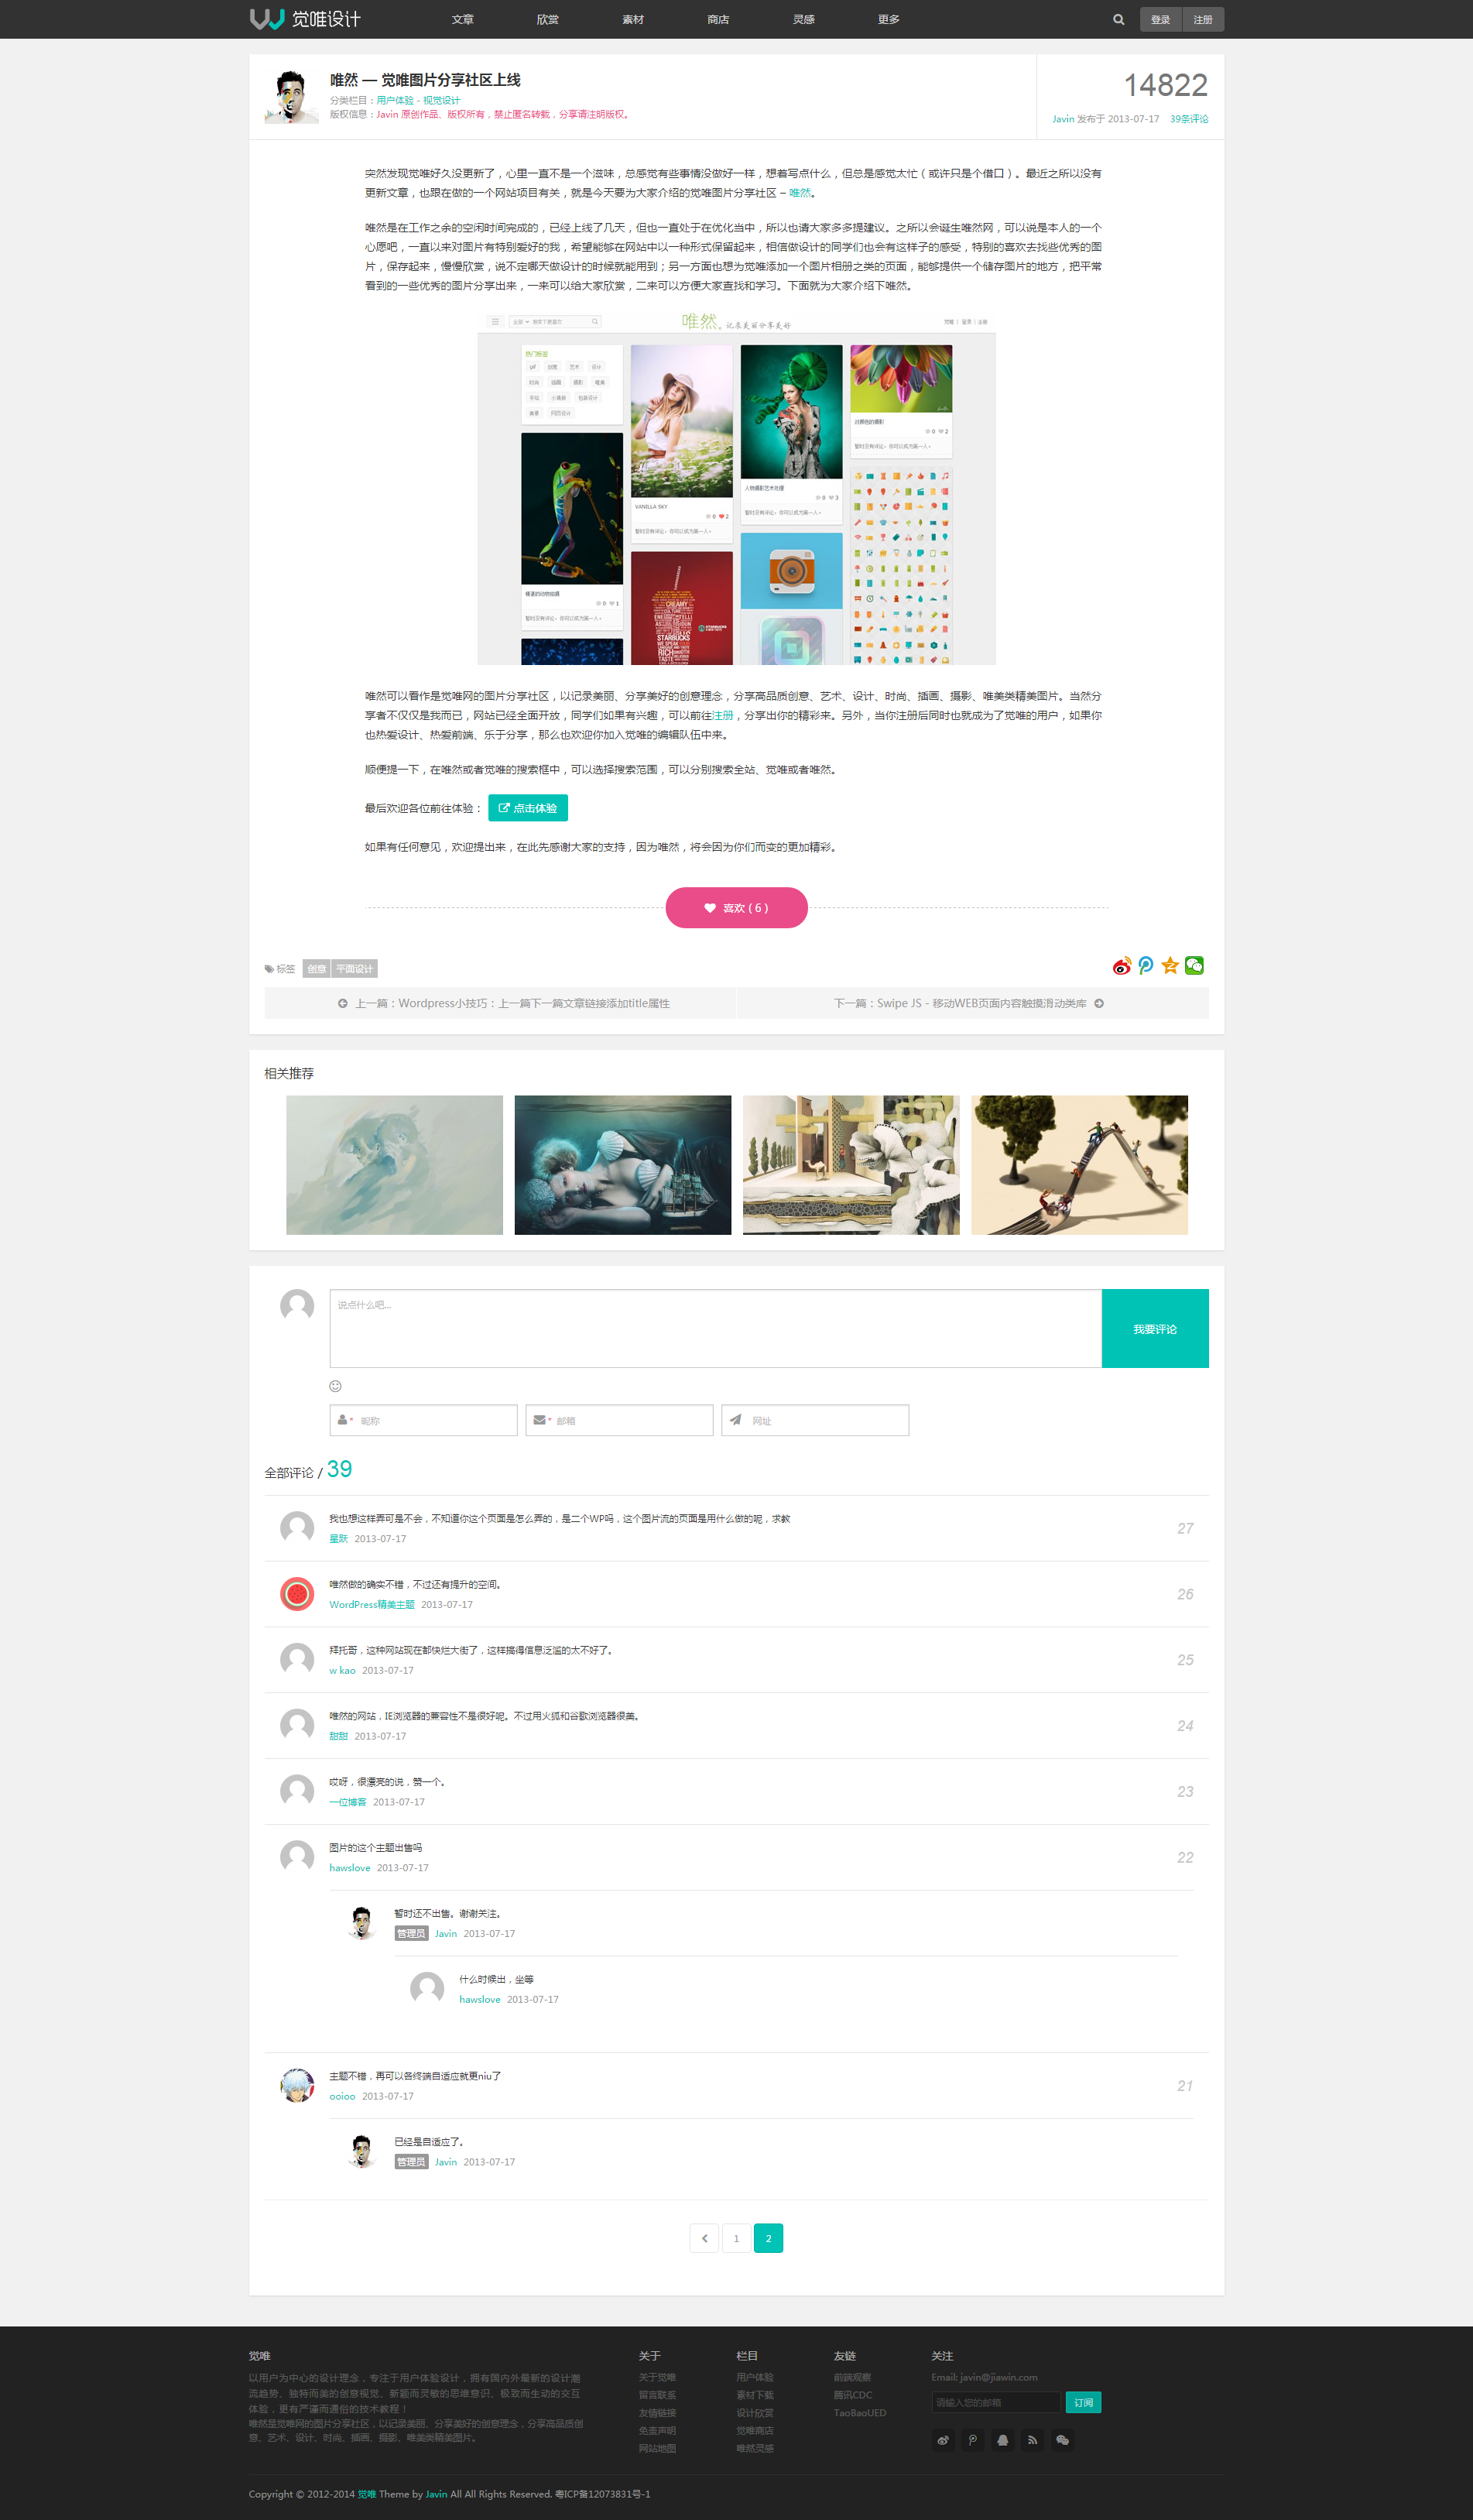 觉唯设计 文章 欣赏 素材 商店 灵感 更多 登录 注册
唯然 — 觉唯图片分享社区上线
分类栏目：用户体验 - 视觉设计
版权信息：Javin 原创作品、版权所有，禁止匿名转载，分享请注明版权。
14822
Javin 发布于 2013-07-17 39条评论
突然发现觉唯好久没更新了，心里一直不是一个滋味，总感觉有些事情没做好一样，想着写点什么，但总是感觉太忙（或许只是个借口）。最近之所以没有
更新文章，也跟在做的一个网站项目有关，就是今天要为大家介绍的觉唯图片分享社区 – 唯然。
唯然是在工作之余的空闲时间完成的，已经上线了几天，但也一直处于在优化当中，所以也请大家多多提建议。之所以会诞生唯然网，可以说是本人的一个
心愿吧，一直以来对图片有特别爱好的我，希望能够在网站中以一种形式保留起来，相信做设计的同学们也会有这样子的感受，特别的喜欢去找些优秀的图
片，保存起来，慢慢欣赏，说不定哪天做设计的时候就能用到；另一方面也想为觉唯添加一个图片相册之类的页面，能够提供一个储存图片的地方，把平常
看到的一些优秀的图片分享出来，一来可以给大家欣赏，二来可以方便大家查找和学习。下面就为大家介绍下唯然。
唯然。记录美丽分享美好
觉唯 | 登录 | 注册
热门标签
gif 创意 艺术 设计
时尚 插画 摄影 唯美
包装设计
美景 网页设计
VANILLA SKY
人物摄影艺术处理
暂时没有评论，你可以成为第一人。
唯然可以看作是觉唯网的图片分享社区，以记录美丽、分享美好的创意理念，分享高品质创意、艺术、设计、时尚、插画、摄影、唯美类精美图片。当然分
享者不仅仅是我而已，网站已经全面开放，同学们如果有兴趣，可以前往注册，分享出你的精彩来。另外，当你注册后同时也就成为了觉唯的用户，如果你
也热爱设计、热爱前端、乐于分享，那么也欢迎你加入觉唯的编辑队伍中来。
顺便提一下，在唯然或者觉唯的搜索框中，可以选择搜索范围，可以分别搜索全站、觉唯或者唯然。
最后欢迎各位前往体验： 点击体验
如果有任何意见，欢迎提出来，在此先感谢大家的支持，因为唯然，将会因为你们而变的更加精彩。
喜欢 ( 6 )
标签 创意 平面设计
上一篇：Wordpress小技巧：上一篇下一篇文章链接添加title属性
下一篇：Swipe JS - 移动WEB页面内容触摸滑动类库
相关推荐
说点什么吧...
我要评论
* 昵称
* 邮箱
网址
全部评论 / 39
我也想这样弄可是不会，不知道你这个页面是怎么弄的，是二个WP吗，这个图片流的页面是用什么做的呢，求教
星跃 2013-07-17
27
唯然做的确实不错，不过还有提升的空间。
WordPress精美主题 2013-07-17
26
拜托哥，这种网站现在都快烂大街了，这样搞得信息泛滥的太不好了。
w kao 2013-07-17
25
唯然的网站，IE浏览器的兼容性不是很好呢。不过用火狐和谷歌浏览器很美。
甜甜 2013-07-17
24
哎呀，很漂亮的说，赞一个。
一位博客 2013-07-17
23
图片的这个主题出售吗
hawslove 2013-07-17
22
暂时还不出售。谢谢关注。
管理员 Javin 2013-07-17
什么时候出，坐等
hawslove 2013-07-17
主题不错，再可以各终端自适应就更niu了
ooioo 2013-07-17
21
已经是自适应了。
管理员 Javin 2013-07-17
1 2
觉唯
以用户为中心的设计理念，专注于用户体验设计，拥有国内外最新的设计潮
流趋势、独特而美的创意视觉、新颖而灵敏的思维意识、极致而生动的交互
体验，更有严谨而通俗的技术教程！
唯然是觉唯网的图片分享社区，以记录美丽、分享美好的创意理念，分享高品质创
意、艺术、设计、时尚、插画、摄影、唯美类精美图片。
关于
关于觉唯
留言联系
友情链接
免责声明
网站地图
栏目
用户体验
素材下载
设计欣赏
觉唯商店
唯然灵感
友链
前端观察
腾讯CDC
TaoBaoUED
关注
Email: javin@jiawin.com
请输入您的邮箱 订阅
Copyright © 2012-2014 觉唯 Theme by Javin All All Rights Reserved. 粤ICP备12073831号-1